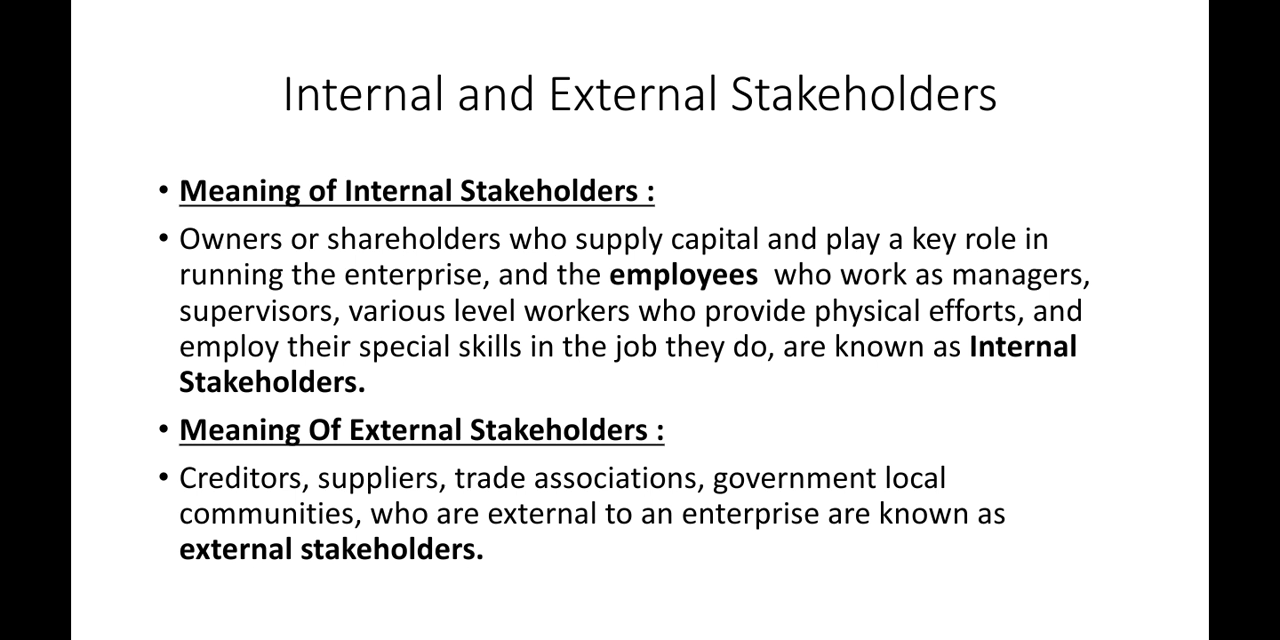 Internal and External Stakeholders
• Meaning of Internal Stakeholders :
• Owners or shareholders who supply capital and play a key role in
running the enterprise, and the employees who work as managers,
supervisors, various level workers who provide physical efforts, and
employ their special skills in the job they do, are known as Internal
Stakeholders.
• Meaning Of External Stakeholders :
• Creditors, suppliers, trade associations, government local
communities, who are external to an enterprise are known as
external stakeholders.